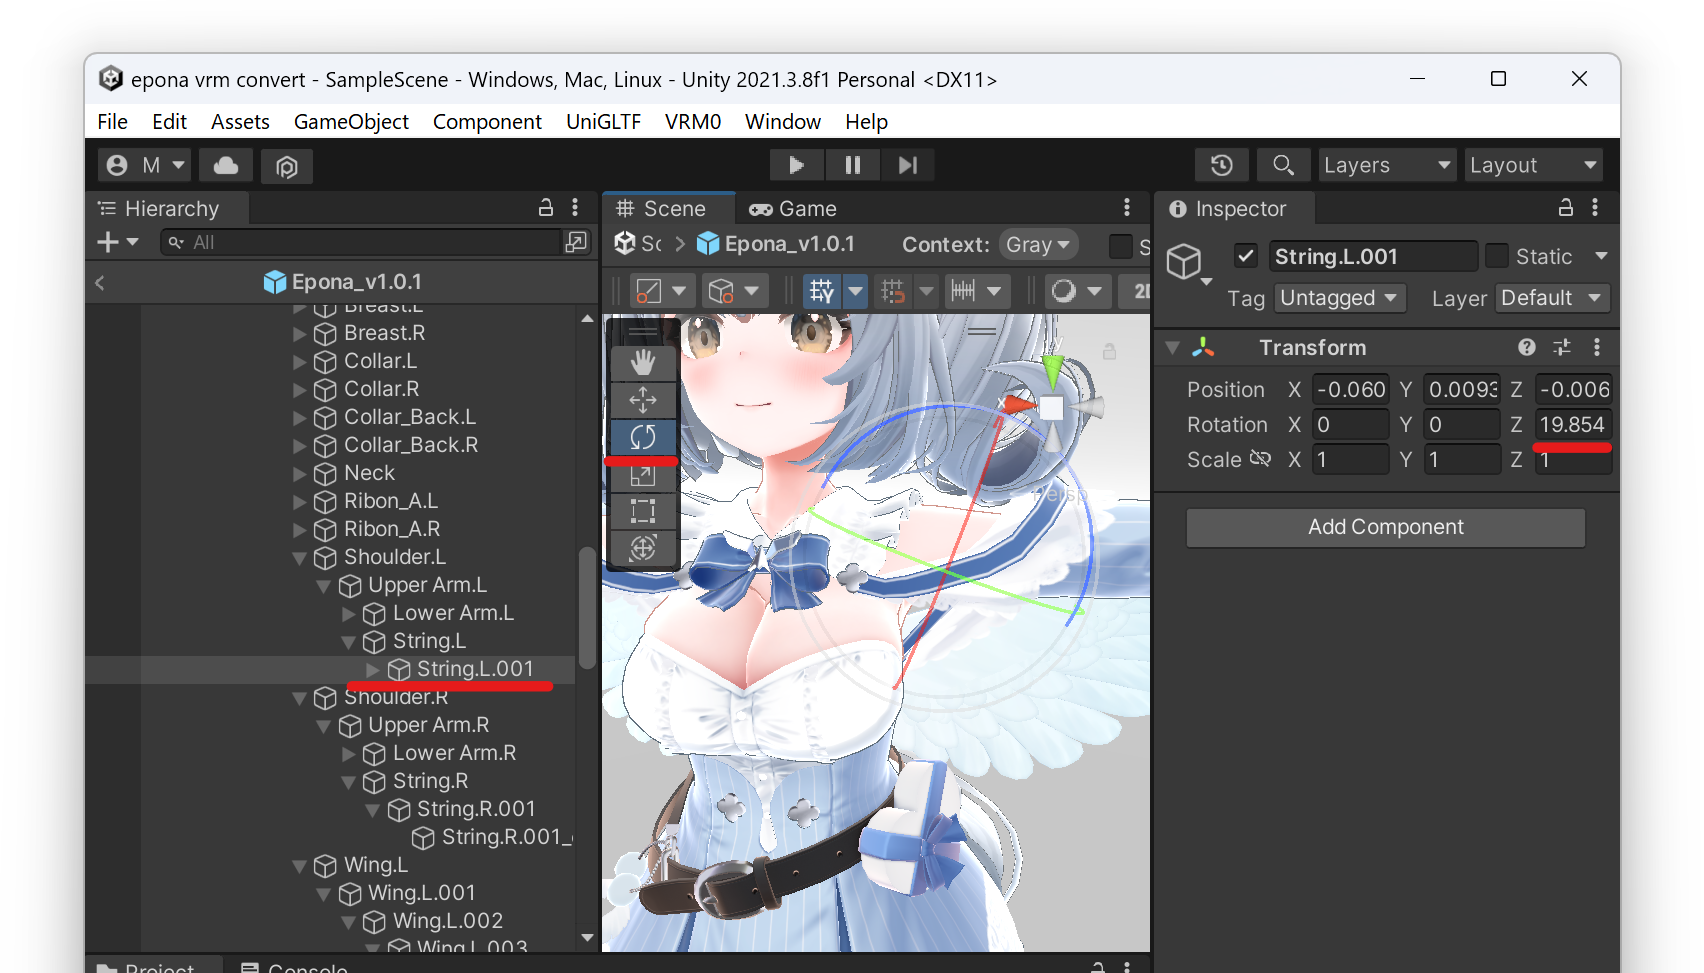 epona vrm convert - SampleScene - Windows, Mac, Linux - Unity 2021.3.8f1 Personal <DX11>
File Edit Assets GameObject Component UniGLTF VRM0 Window Help
M Layers Layout
Hierarchy
All
Epona_v1.0.1
Breast.L
Breast.R
Collar.L
Collar.R
Collar_Back.L
Collar_Back.R
Neck
Ribon_A.L
Ribon_A.R
Shoulder.L
Upper Arm.L
Lower Arm.L
String.L
String.L.001
Shoulder.R
Upper Arm.R
Lower Arm.R
String.R
String.R.001
String.R.001_
Wing.L
Wing.L.001
Wing.L.002
Wing.L.003
Scene Game
Sc Epona_v1.0.1 Context: Gray S
2D
x
Persp
Inspector
String.L.001 Static
Tag Untagged Layer Default
Transform
Position X -0.060 Y 0.0093 Z -0.006
Rotation X 0 Y 0 Z 19.854
Scale X 1 Y 1 Z 1
Add Component
Project Console